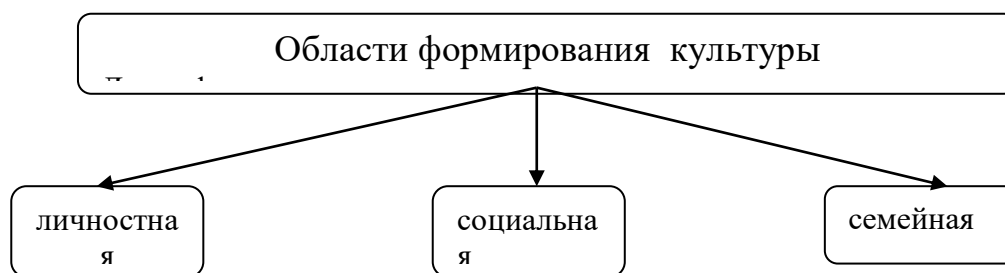 Области формирования культуры
личностна
я
социальна
я
семейная